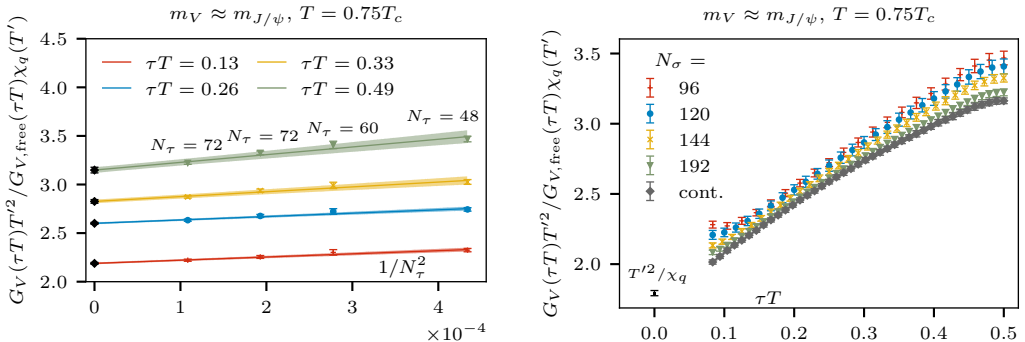 m_V ≈ m_{J/ψ}, T = 0.75T_c
G_V(τT)T′²/G_{V,free}(τT)χ_q(T′)
4.5
4.0
3.5
3.0
2.5
2.0
τT = 0.13
τT = 0.33
τT = 0.26
τT = 0.49
N_τ = 72
N_τ = 72
N_τ = 60
N_τ = 48
1/N_τ²
0
1
2
3
4
×10⁻⁴
m_V ≈ m_{J/ψ}, T = 0.75T_c
G_V(τT)T′²/G_{V,free}(τT)χ_q(T′)
3.5
3.0
2.5
2.0
N_σ =
96
120
144
192
cont.
T′²/χ_q
τT
0.0
0.1
0.2
0.3
0.4
0.5